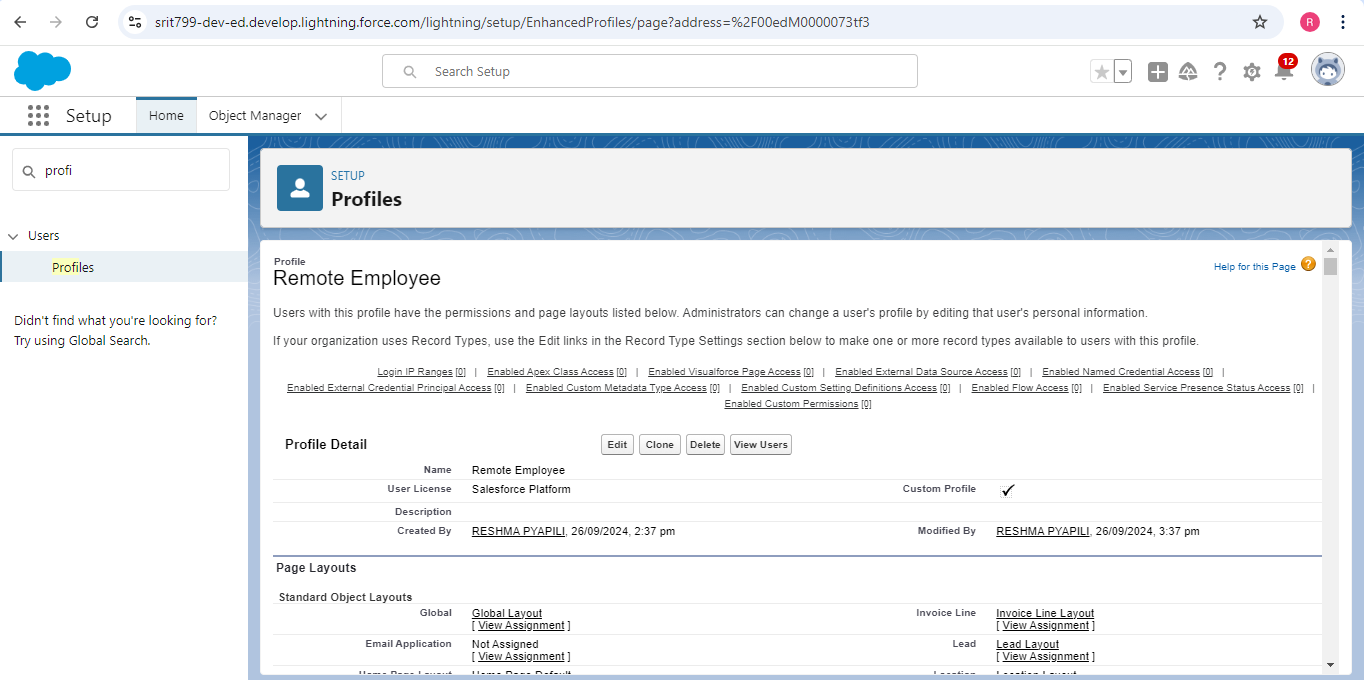 srit799-dev-ed.develop.lightning.force.com/lightning/setup/EnhancedProfiles/page?address=%2F00edM0000073tf3
R
Search Setup
12
Setup
Home
Object Manager
profi
Users
Profiles
Didn't find what you're looking for?
Try using Global Search.
SETUP
Profiles
Profile
Remote Employee
Help for this Page ?
Users with this profile have the permissions and page layouts listed below. Administrators can change a user's profile by editing that user's personal information.
If your organization uses Record Types, use the Edit links in the Record Type Settings section below to make one or more record types available to users with this profile.
Login IP Ranges [0] | Enabled Apex Class Access [0] | Enabled Visualforce Page Access [0] | Enabled External Data Source Access [0] | Enabled Named Credential Access [0] |
Enabled External Credential Principal Access [0] | Enabled Custom Metadata Type Access [0] | Enabled Custom Setting Definitions Access [0] | Enabled Flow Access [0] | Enabled Service Presence Status Access [0] |
Enabled Custom Permissions [0]
Profile Detail Edit Clone Delete View Users
Name Remote Employee
User License Salesforce Platform Custom Profile
Description
Created By RESHMA PYAPILI, 26/09/2024, 2:37 pm Modified By RESHMA PYAPILI, 26/09/2024, 3:37 pm
Page Layouts
Standard Object Layouts
Global Global Layout Invoice Line Invoice Line Layout
[ View Assignment ] [ View Assignment ]
Email Application Not Assigned Lead Lead Layout
[ View Assignment ] [ View Assignment ]
Home Page Layout Home Page Default Location Location Layout